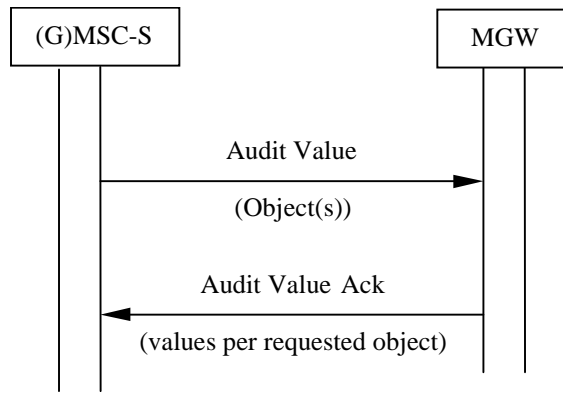 (G)MSC-S
MGW
Audit Value
(Object(s))
Audit Value Ack
(values per requested object)